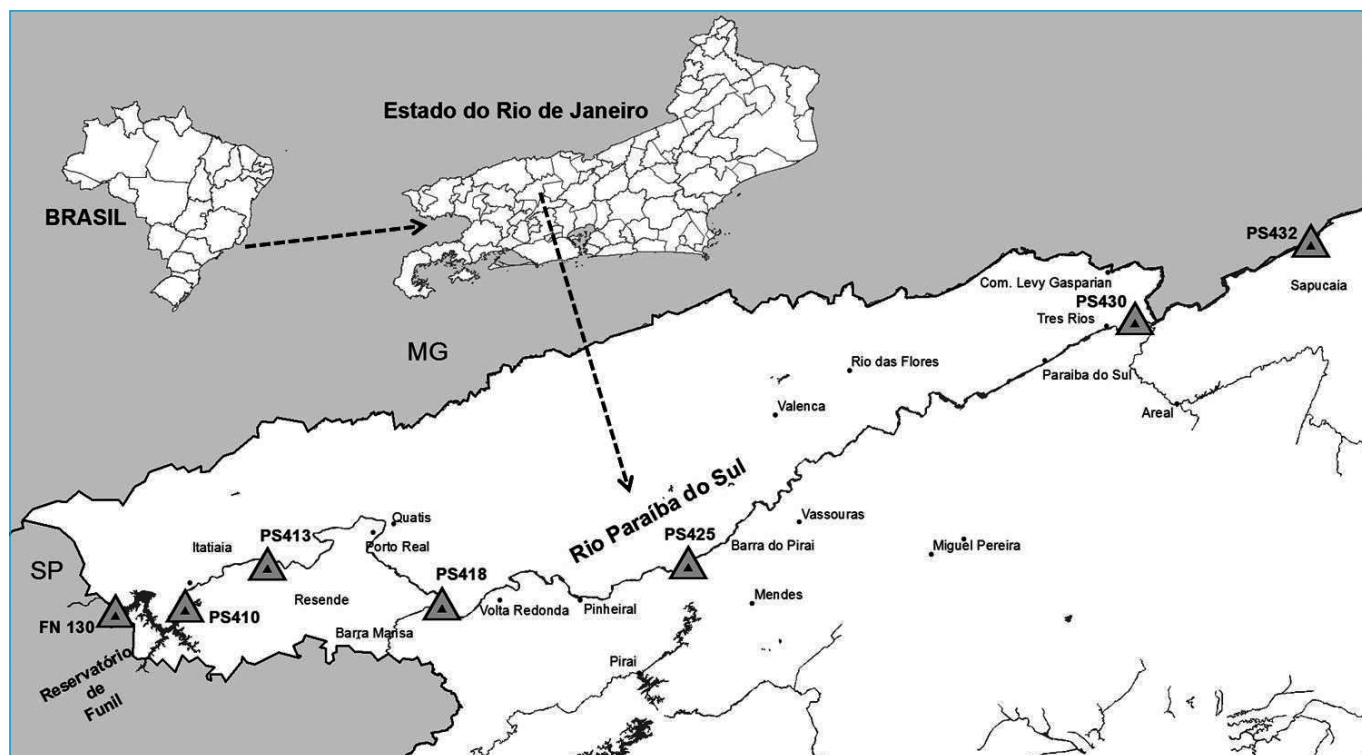 Estado do Rio de Janeiro
BRASIL
PS432
Com. Levy Gasparian
Sapucaia
PS430
Tres Rios
MG
Rio das Flores
Paraiba do Sul
Valenca
Areal
Rio Paraíba do Sul
Quatis
Vassouras
PS413
Porto Real
PS425
Barra do Pirai
Itatiaia
Miguel Pereira
SP
PS418
Resende
Mendes
FN 130
PS410
Volta Redonda
Pinheiral
Barra Mansa
Pirai
Reservatório
de
Funil